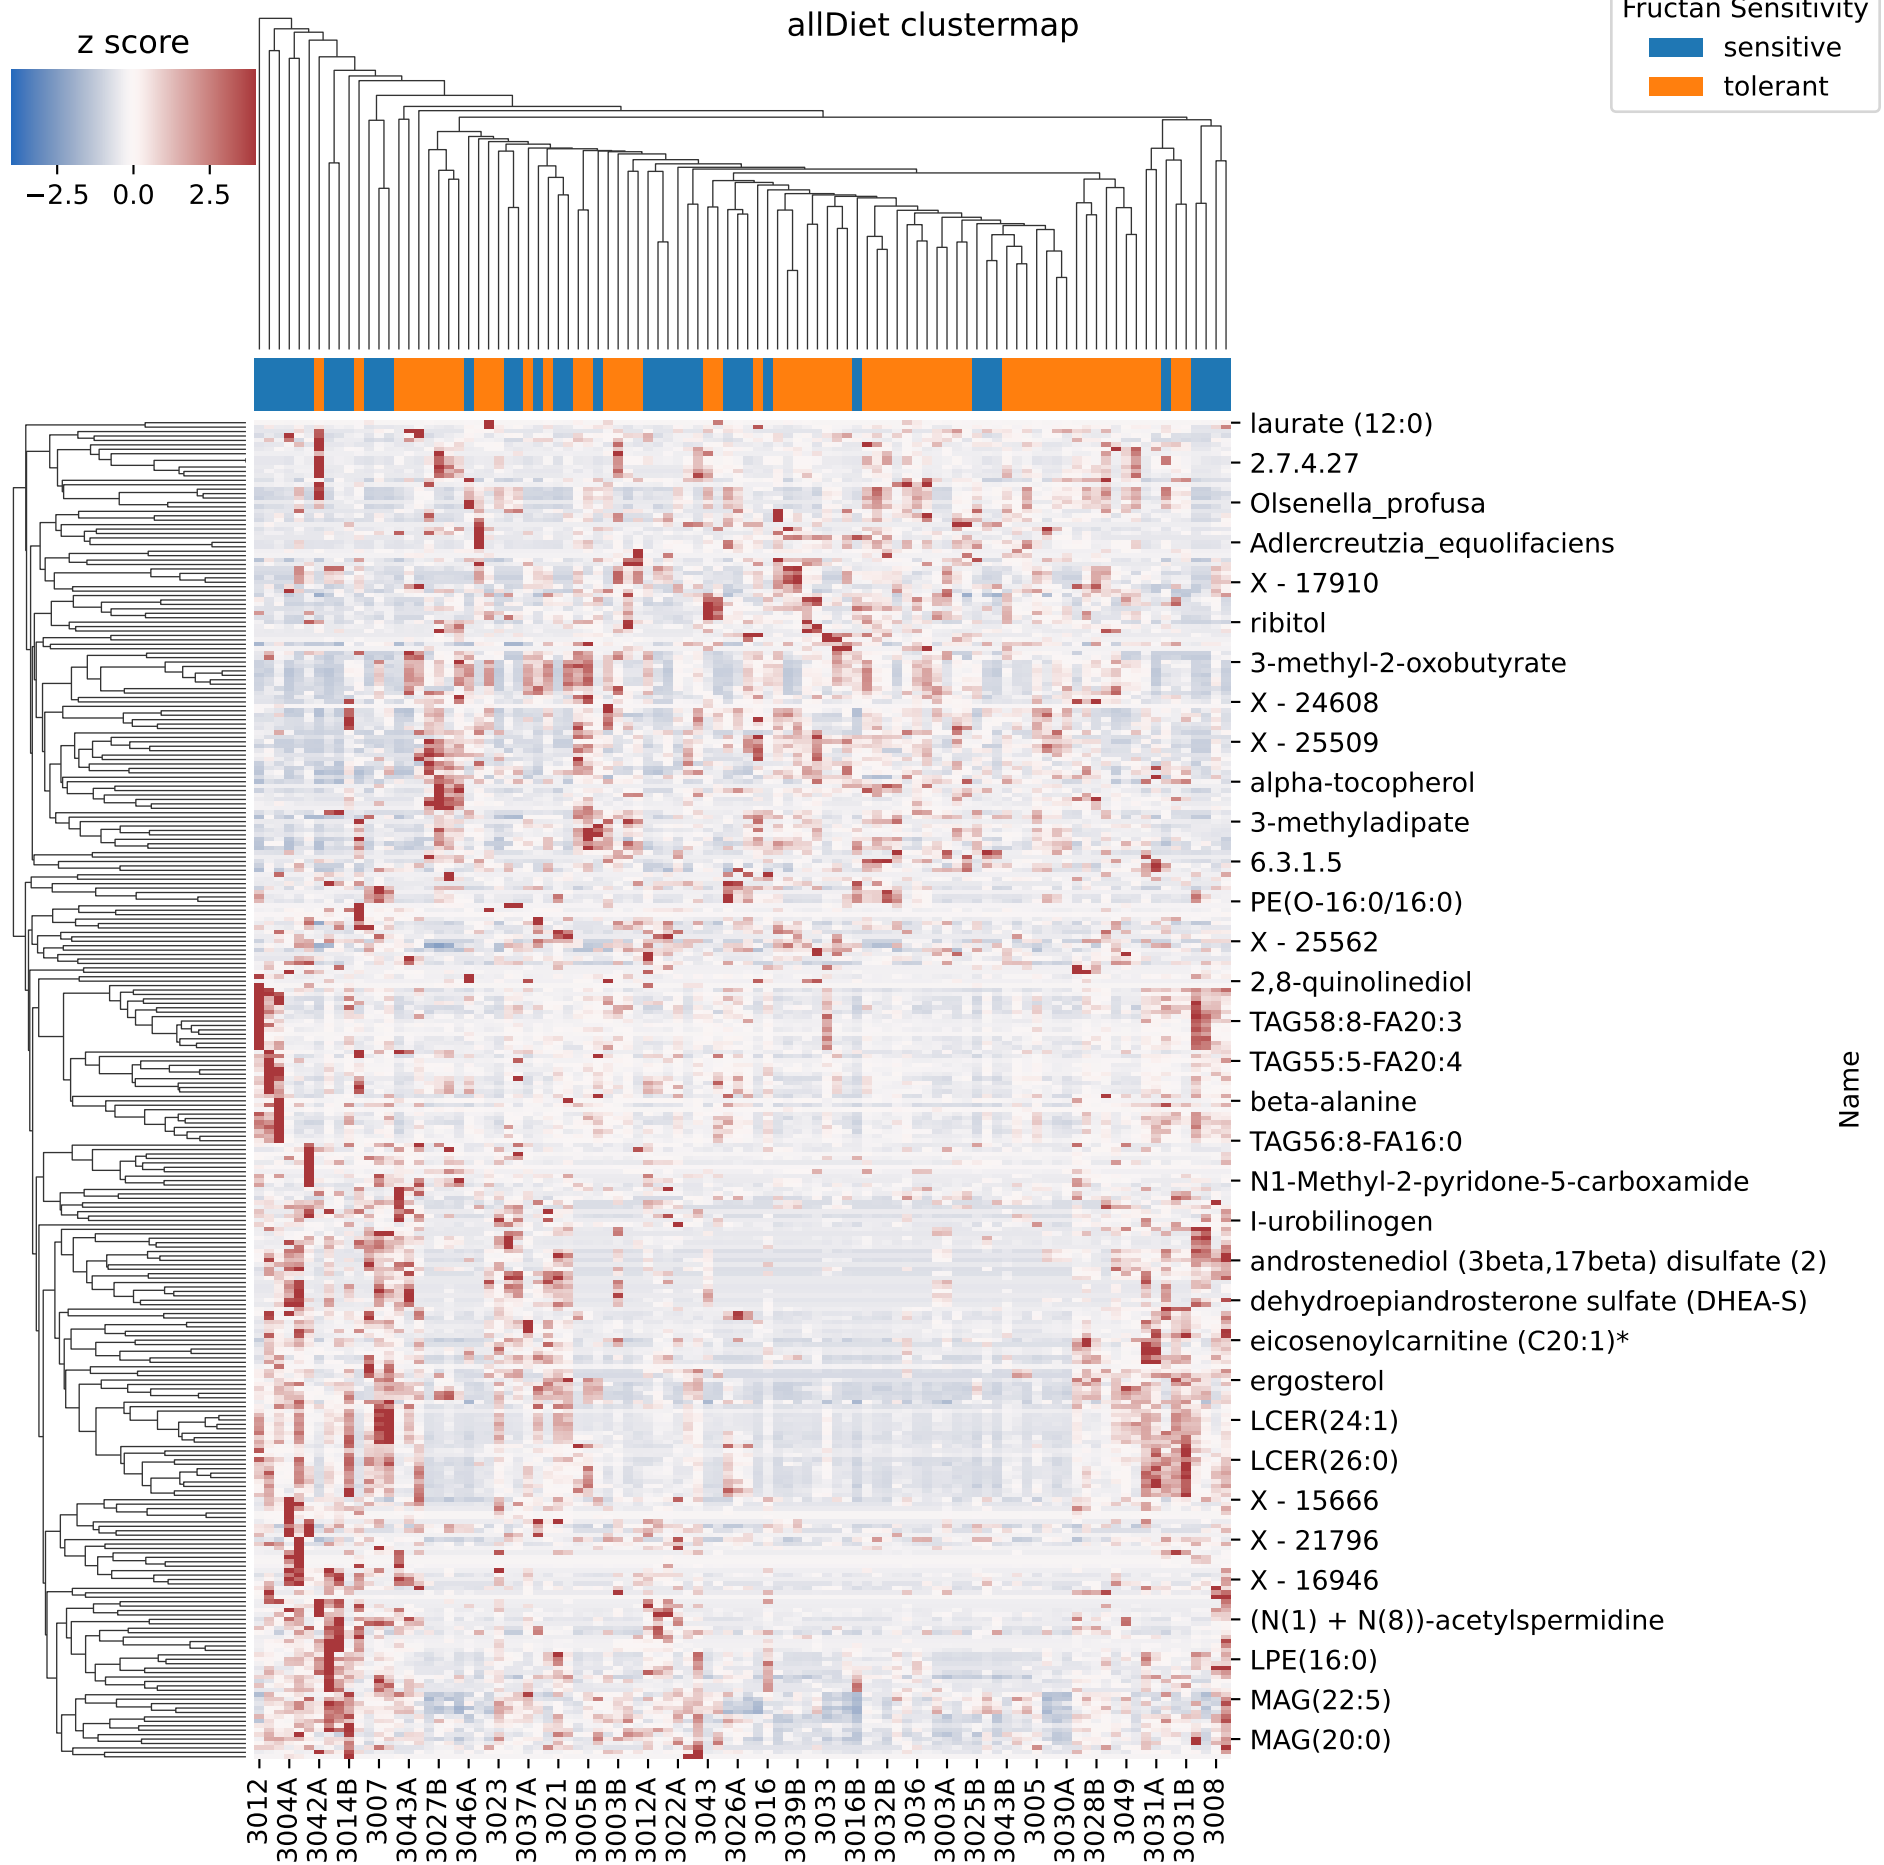 allDiet clustermap
z score
−2.5 0.0 2.5
Fructan Sensitivity
sensitive
tolerant
laurate (12:0)
2.7.4.27
Olsenella_profusa
Adlercreutzia_equolifaciens
X - 17910
ribitol
3-methyl-2-oxobutyrate
X - 24608
X - 25509
alpha-tocopherol
3-methyladipate
6.3.1.5
PE(O-16:0/16:0)
X - 25562
2,8-quinolinediol
TAG58:8-FA20:3
TAG55:5-FA20:4
beta-alanine
TAG56:8-FA16:0
N1-Methyl-2-pyridone-5-carboxamide
I-urobilinogen
androstenediol (3beta,17beta) disulfate (2)
dehydroepiandrosterone sulfate (DHEA-S)
eicosenoylcarnitine (C20:1)*
ergosterol
LCER(24:1)
LCER(26:0)
X - 15666
X - 21796
X - 16946
(N(1) + N(8))-acetylspermidine
LPE(16:0)
MAG(22:5)
MAG(20:0)
Name
3012
3004A
3042A
3014B
3007
3043A
3027B
3046A
3023
3037A
3021
3005B
3003B
3012A
3022A
3043
3026A
3016
3039B
3033
3016B
3032B
3036
3003A
3025B
3043B
3005
3030A
3028B
3049
3031A
3031B
3008